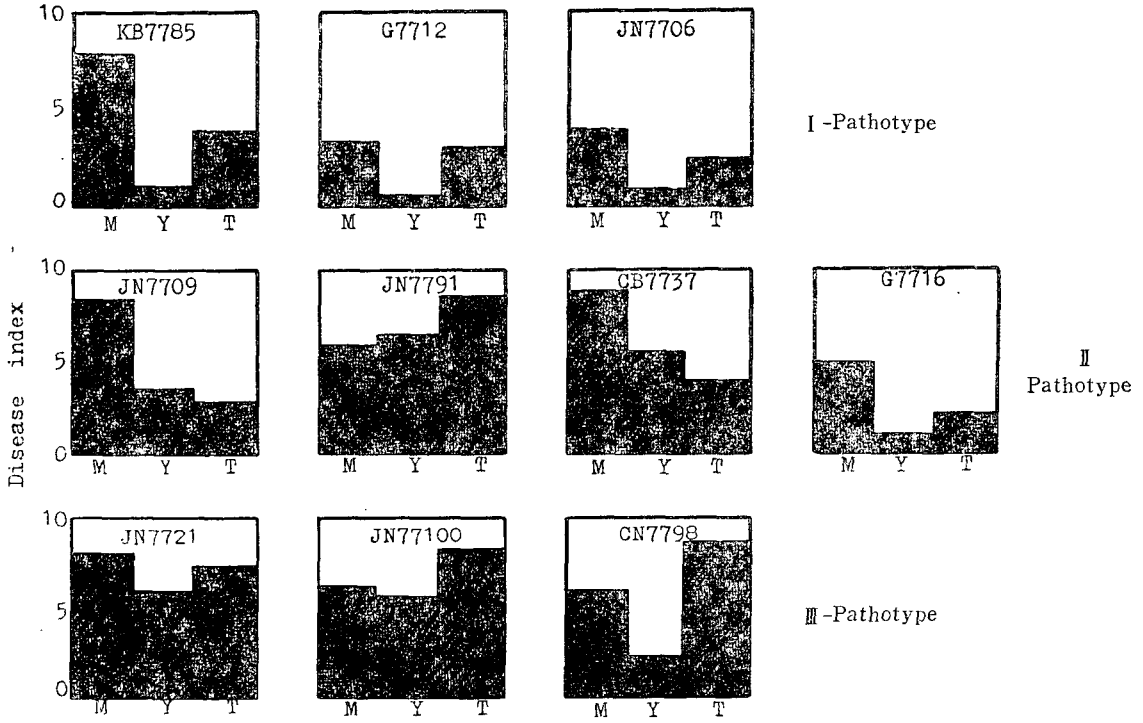 10
5
0
KB7785
M Y T
G7712
M Y T
JN7706
M Y T
I-Pathotype
Disease index
10
5
0
JN7709
M Y T
JN7791
M Y T
CB7737
M Y T
G7716
M Y T
II
Pathotype
10
5
0
JN7721
M Y T
JN77100
M Y T
CN7798
M Y T
III-Pathotype